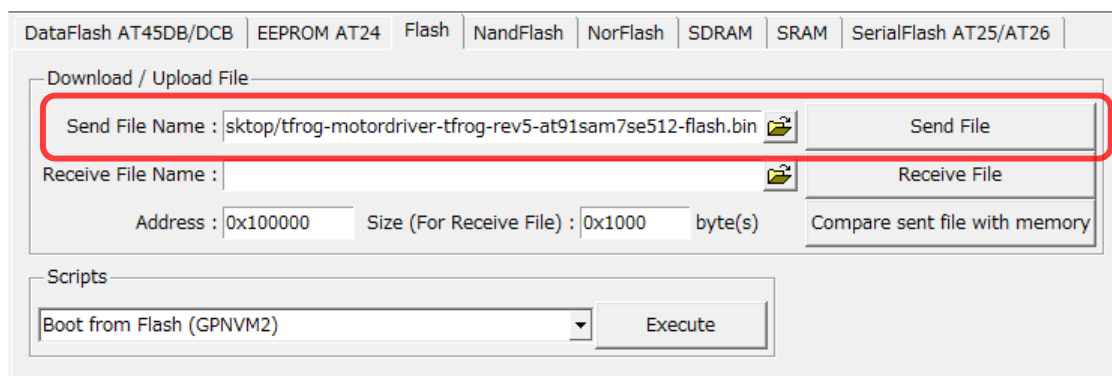 DataFlash AT45DB/DCB EEPROM AT24 Flash NandFlash NorFlash SDRAM SRAM SerialFlash AT25/AT26
Download / Upload File
Send File Name : sktop/tfrog-motordriver-tfrog-rev5-at91sam7se512-flash.bin Send File
Receive File Name : Receive File
Address : 0x100000 Size (For Receive File) : 0x1000 byte(s) Compare sent file with memory
Scripts
Boot from Flash (GPNVM2) Execute